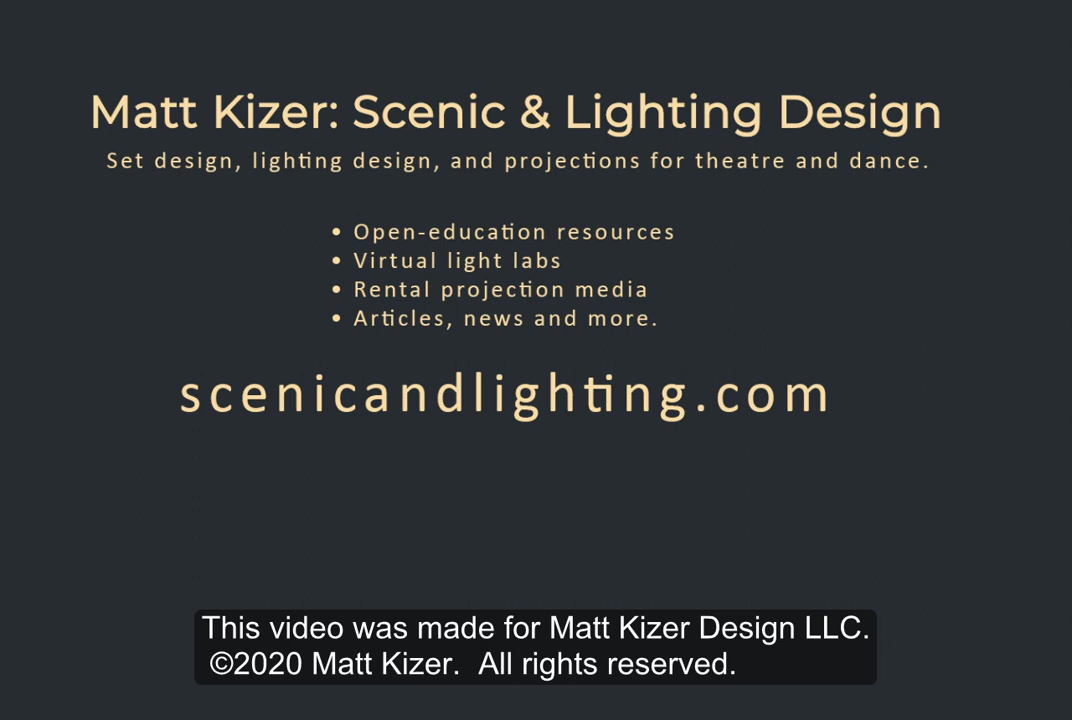 Matt Kizer: Scenic & Lighting Design
Set design, lighting design, and projections for theatre and dance.
• Open-education resources
• Virtual light labs
• Rental projection media
• Articles, news and more.
scenicandlighting.com
This video was made for Matt Kizer Design LLC.
©2020 Matt Kizer.  All rights reserved.